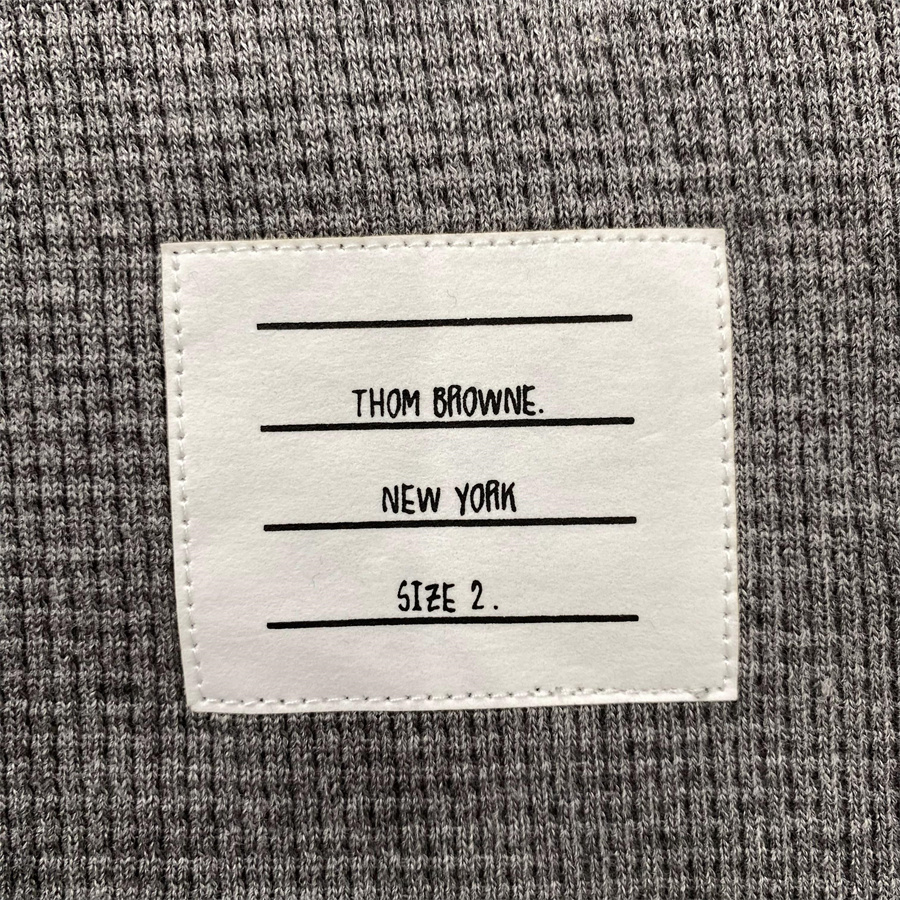 THOM BROWNE.
NEW YORK
SIZE 2.